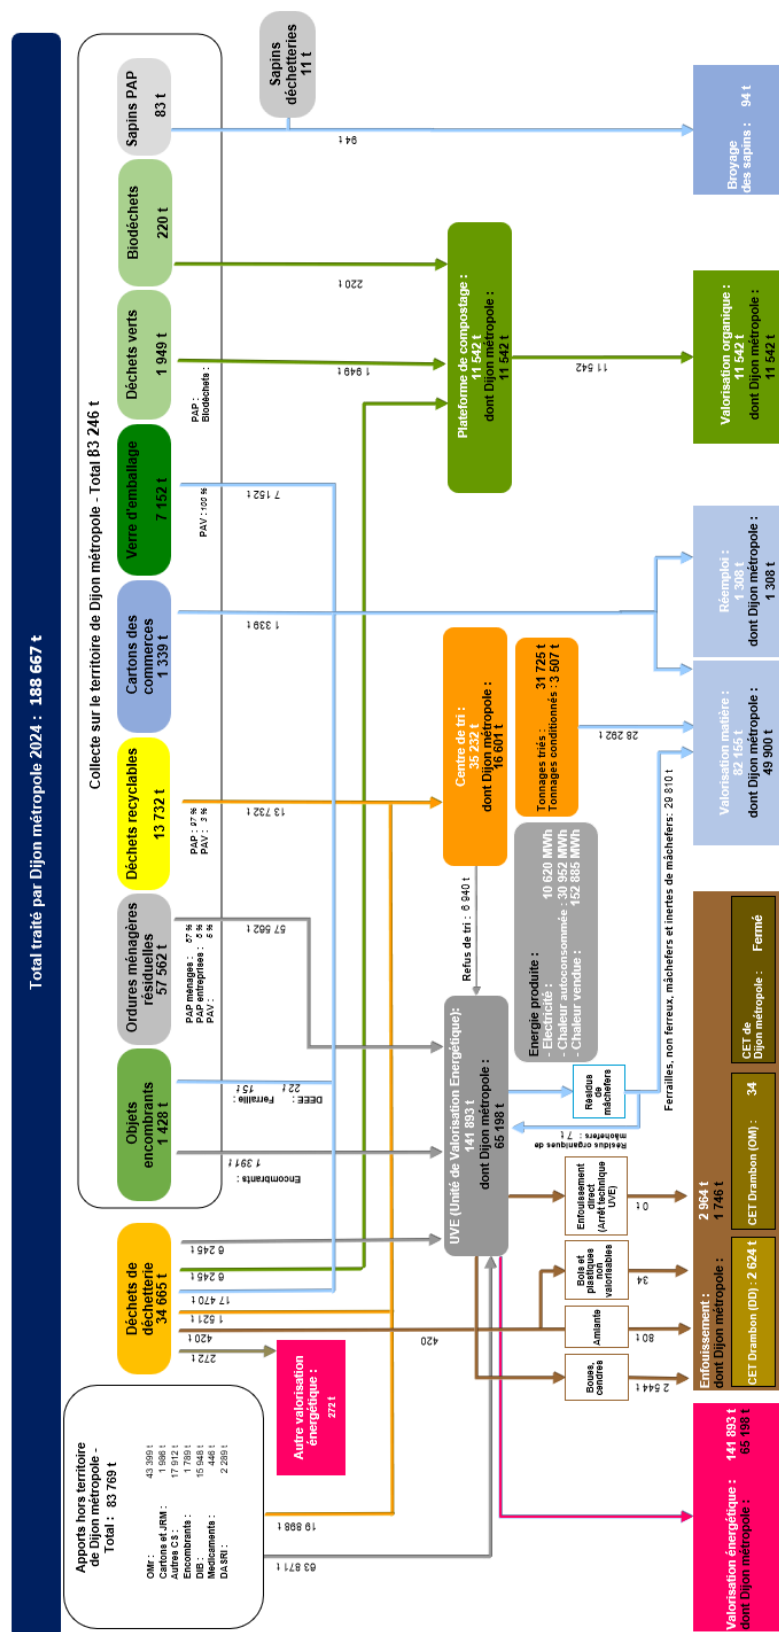 Total traité par Dijon métropole 2024 : 188 667 t
Collecte sur le territoire de Dijon métropole - Total 83 246 t
Apports hors territoire
de Dijon métropole -
Total : 83 769 t
OMr : 43 399 t
Cartons et JRM : 1 986 t
Autres CS : 17 912 t
Encombrants : 1 789 t
DIB : 15 948 t
Medicaments : 446 t
DASRI : 2 289 t
Déchets de
déchetterie
34 665 t
Objets
encombrants
1 428 t
Ordures ménagères
résiduelles
57 562 t
Déchets recyclables
13 732 t
Cartons des
commerces
1 339 t
Verre d'emballage
7 152 t
Déchets verts
1 949 t
Biodéchets
220 t
Sapins PAP
83 t
Sapins
déchetteries
11 t
PAP ménages : 87 %
PAP entreprises : 8 %
PAV : 5 %
PAP : 97 %
PAV : 3 %
PAV : 100 %
PAP :
Biodéchets :
272 t
420 t
1 521 t
17 470 t
6 245 t
6 245 t
Encombrants :
1 391 t
Ferraille : 15 t
DEEE : 22 t
57 562 t
13 732 t
1 339 t
7 152 t
1 949 t
220 t
94 t
Autre valorisation
énergétique :
272 t
19 898 t
63 871 t
420
UVE (Unité de Valorisation Energétique):
141 893 t
dont Dijon métropole :
65 198 t
Refus de tri : 6 940 t
Centre de tri :
35 232 t
dont Dijon métropole :
16 601 t
Plateforme de compostage :
11 542 t
dont Dijon métropole :
11 542 t
Energie produite :
- Electricité : 10 620 MWh
- Chaleur autoconsommée : 30 952 MWh
- Chaleur vendue : 152 885 MWh
Tonnages triés : 31 725 t
Tonnages conditionnés : 3 507 t
Boues,
cendres
Amiante
Bois et
plastiques
non
valorisables
Enfouissement
direct
(Arrêt technique
UVE)
Résidus organiques de
mâchefers : 7 t
Résidus
de
mâchefers
2 544 t
80 t
34
0 t
Ferrailles, non ferreux, mâchefers et inertes de mâchefers: 29 810 t
28 292 t
11 542
Valorisation énergétique : 141 893 t
dont Dijon métropole : 65 198 t
Enfouissement : 2 964 t
dont Dijon métropole : 1 746 t
CET Drambon (DD) : 2 624 t
CET Drambon (OM) : 34
CET de
Dijon métropole : Fermé
Valorisation matière :
82 155 t
dont Dijon métropole :
49 900 t
Réemploi :
1 308 t
dont Dijon métropole :
1 308 t
Valorisation organique :
11 542 t
dont Dijon métropole :
11 542 t
Broyage
des sapins : 94 t